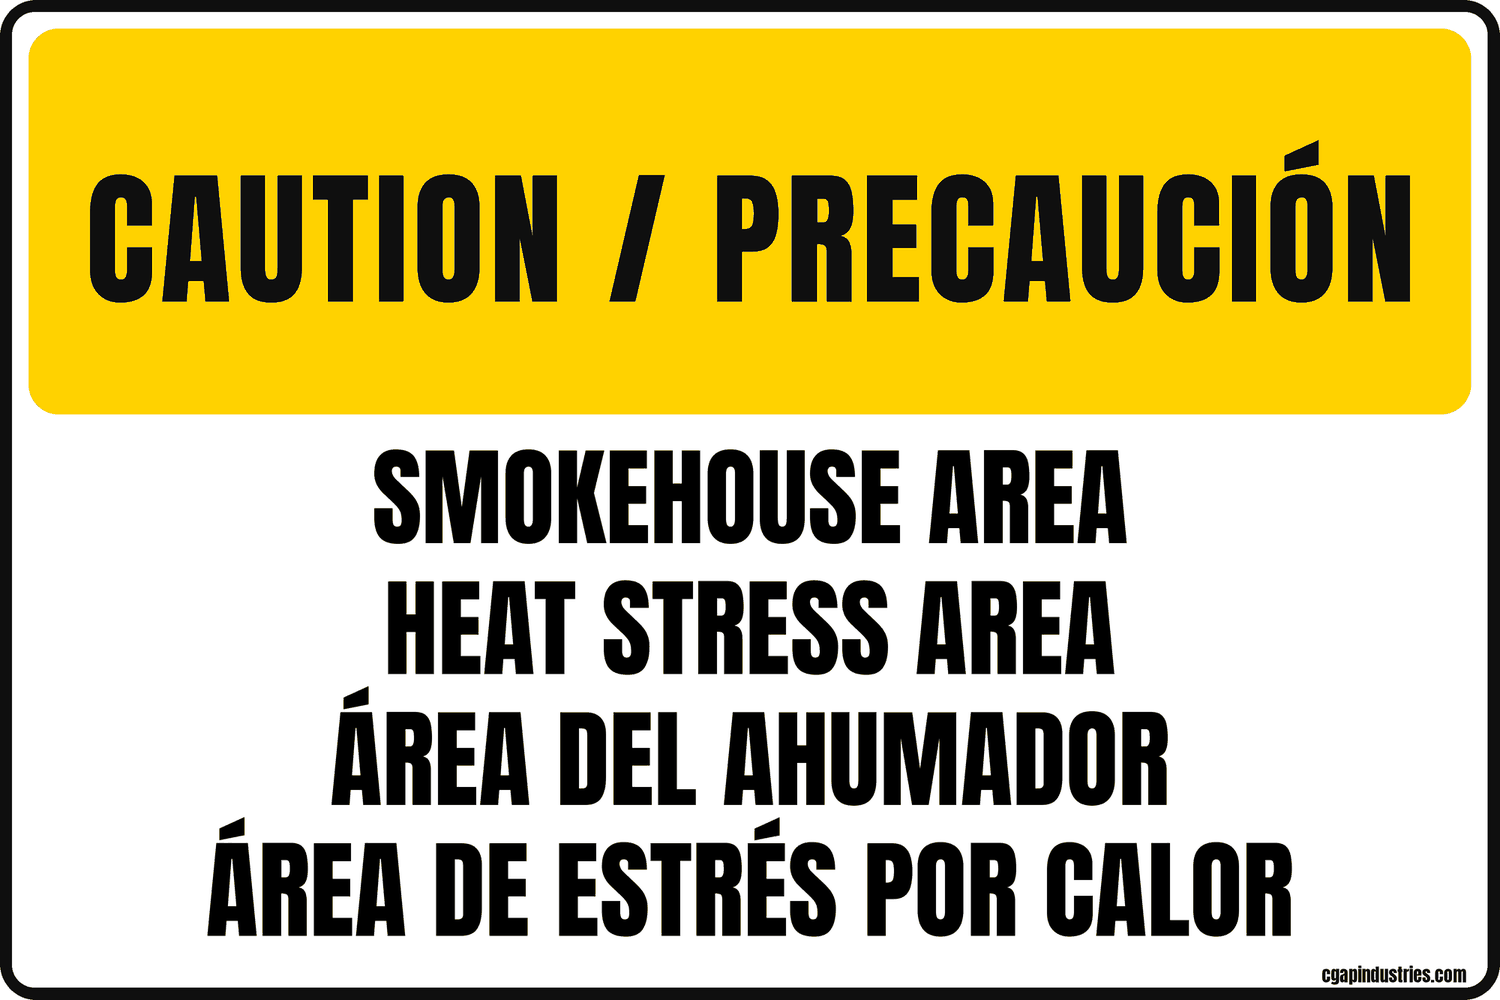 CAUTION / PRECAUCIÓN
SMOKEHOUSE AREA
HEAT STRESS AREA
ÁREA DEL AHUMADOR
ÁREA DE ESTRÉS POR CALOR
cgapindustries.com